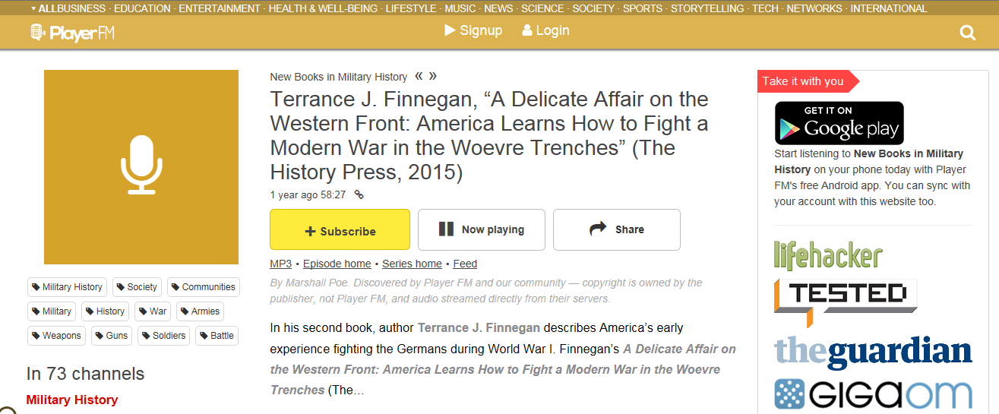 ▾ ALLBUSINESS · EDUCATION · ENTERTAINMENT · HEALTH & WELL-BEING · LIFESTYLE · MUSIC · NEWS · SCIENCE · SOCIETY · SPORTS · STORYTELLING · TECH · NETWORKS · INTERNATIONAL
PlayerFM
Signup Login
New Books in Military History « »
Terrance J. Finnegan, “A Delicate Affair on the
Western Front: America Learns How to Fight a
Modern War in the Woevre Trenches” (The
History Press, 2015)
1 year ago 58:27
+ Subscribe
Now playing
Share
MP3 • Episode home • Series home • Feed
By Marshall Poe. Discovered by Player FM and our community — copyright is owned by the
publisher, not Player FM, and audio streamed directly from their servers.
In his second book, author Terrance J. Finnegan describes America’s early
experience fighting the Germans during World War I. Finnegan’s A Delicate Affair on
the Western Front: America Learns How to Fight a Modern War in the Woevre
Trenches (The…
Military History Society Communities
Military History War Armies
Weapons Guns Soldiers Battle
In 73 channels
Military History
Take it with you
GET IT ON
Google play
Start listening to New Books in Military
History on your phone today with Player
FM's free Android app. You can sync with
your account with this website too.
lifehacker
TESTED
theguardian
GIGAOM